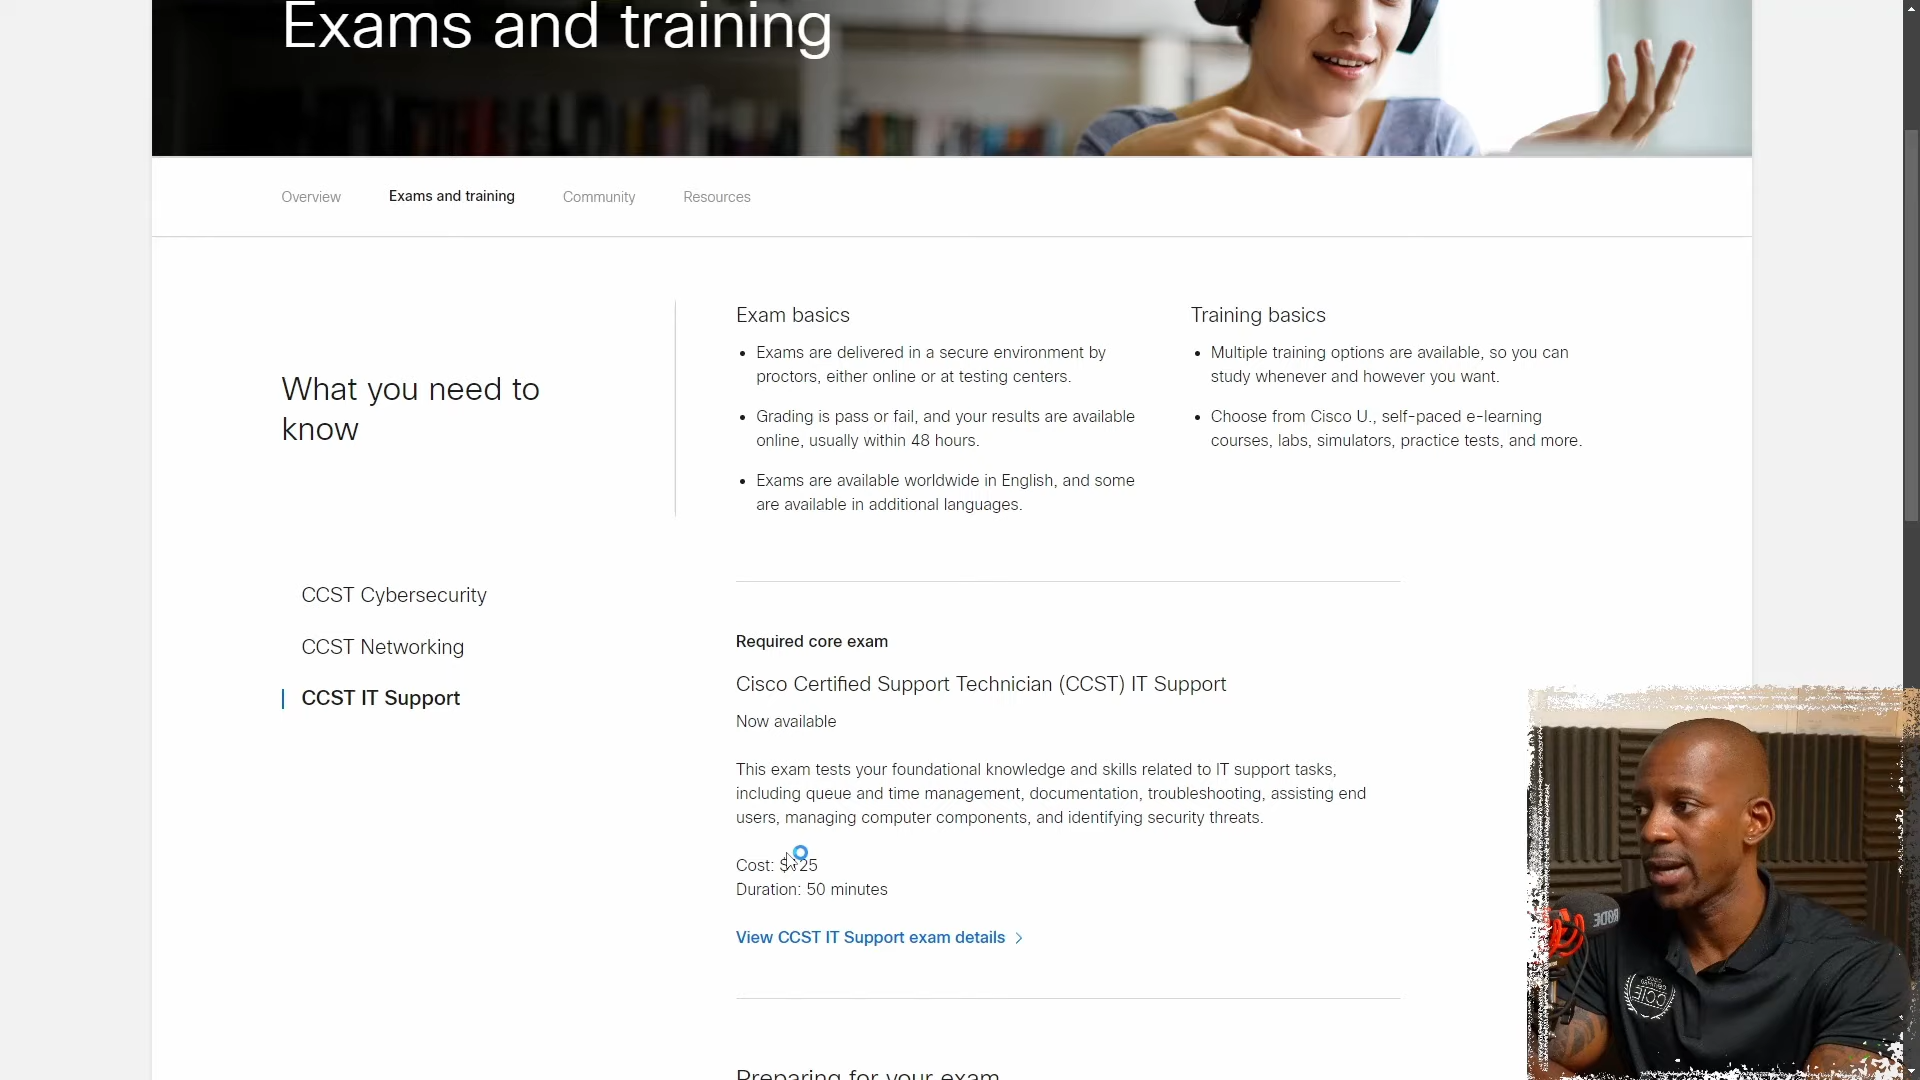 Exams and training
Overview
Exams and training
Community
Resources
What you need to
know
Exam basics
• Exams are delivered in a secure environment by
proctors, either online or at testing centers.
• Grading is pass or fail, and your results are available
online, usually within 48 hours.
• Exams are available worldwide in English, and some
are available in additional languages.
Training basics
• Multiple training options are available, so you can
study whenever and however you want.
• Choose from Cisco U., self-paced e-learning
courses, labs, simulators, practice tests, and more.
CCST Cybersecurity
CCST Networking
CCST IT Support
Required core exam
Cisco Certified Support Technician (CCST) IT Support
Now available
This exam tests your foundational knowledge and skills related to IT support tasks,
including queue and time management, documentation, troubleshooting, assisting end
users, managing computer components, and identifying security threats.
Cost:
Duration: 50 minutes
View CCST IT Support exam details
Preparing for your exam
RØDE
CCIE